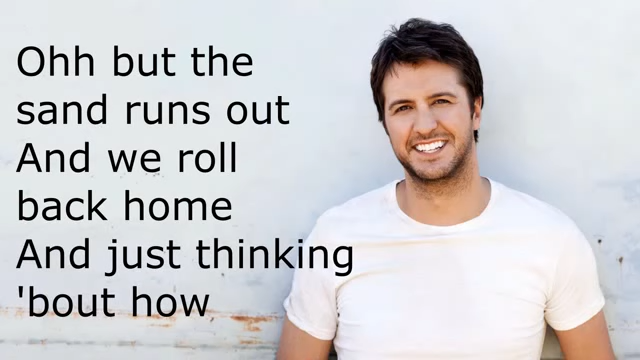 Ohh but the
sand runs out
And we roll
back home
And just thinking
'bout how